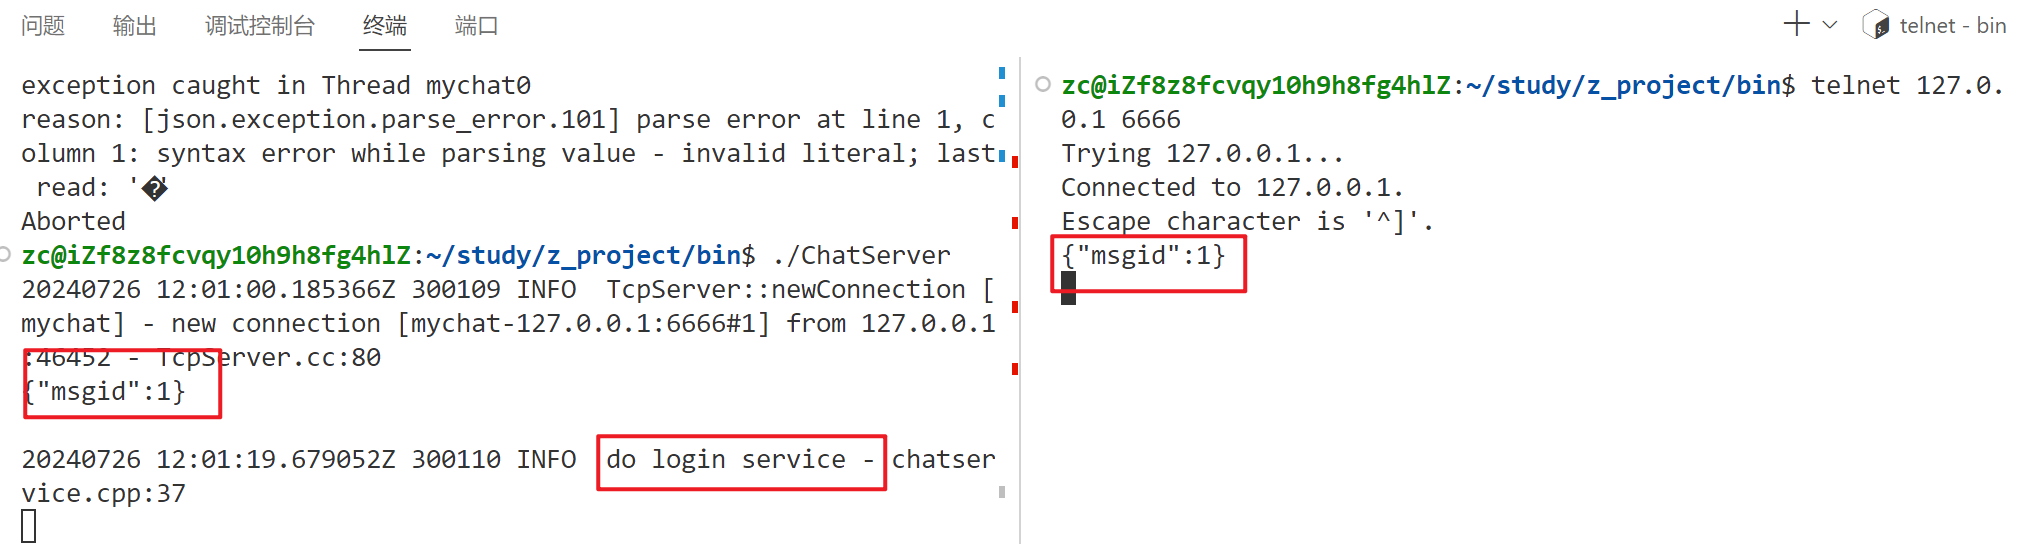 问题 输出 调试控制台 终端 端口
telnet - bin
exception caught in Thread mychat0
reason: [json.exception.parse_error.101] parse error at line 1, c
olumn 1: syntax error while parsing value - invalid literal; last
 read: '�'
Aborted
zc@iZf8z8fcvqy10h9h8fg4hlZ:~/study/z_project/bin$ ./ChatServer
20240726 12:01:00.185366Z 300109 INFO  TcpServer::newConnection [
mychat] - new connection [mychat-127.0.0.1:6666#1] from 127.0.0.1
:46452 - TcpServer.cc:80
{"msgid":1}
20240726 12:01:19.679052Z 300110 INFO  do login service - chatser
vice.cpp:37
zc@iZf8z8fcvqy10h9h8fg4hlZ:~/study/z_project/bin$ telnet 127.0.
0.1 6666
Trying 127.0.0.1...
Connected to 127.0.0.1.
Escape character is '^]'.
{"msgid":1}